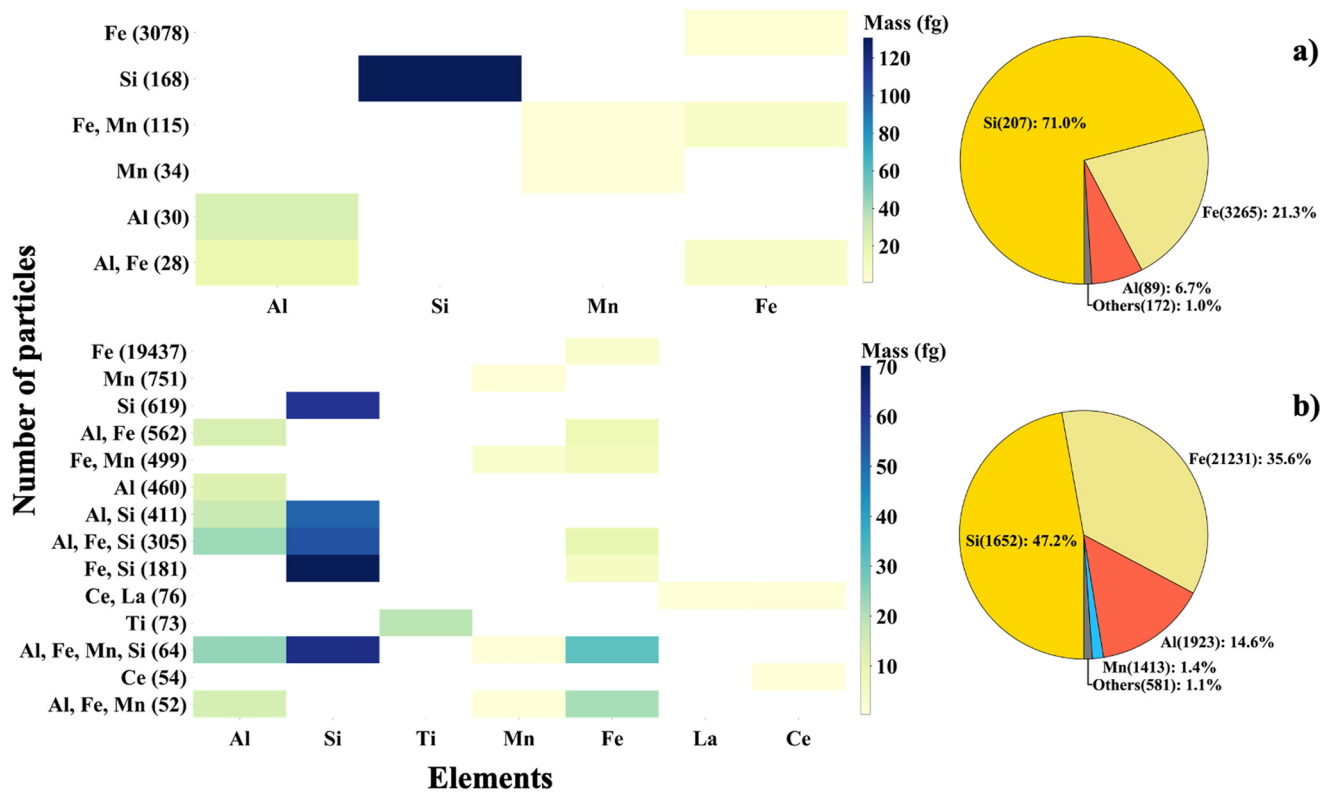 Number of particles
Fe (3078)
Si (168)
Fe, Mn (115)
Mn (34)
Al (30)
Al, Fe (28)
Al
Si
Mn
Fe
Mass (fg)
120
100
80
60
40
20
a)
Si(207): 71.0%
Fe(3265): 21.3%
Al(89): 6.7%
Others(172): 1.0%
Fe (19437)
Mn (751)
Si (619)
Al, Fe (562)
Fe, Mn (499)
Al (460)
Al, Si (411)
Al, Fe, Si (305)
Fe, Si (181)
Ce, La (76)
Ti (73)
Al, Fe, Mn, Si (64)
Ce (54)
Al, Fe, Mn (52)
Al
Si
Ti
Mn
Fe
La
Ce
Elements
Mass (fg)
70
60
50
40
30
20
10
b)
Fe(21231): 35.6%
Si(1652): 47.2%
Al(1923): 14.6%
Mn(1413): 1.4%
Others(581): 1.1%